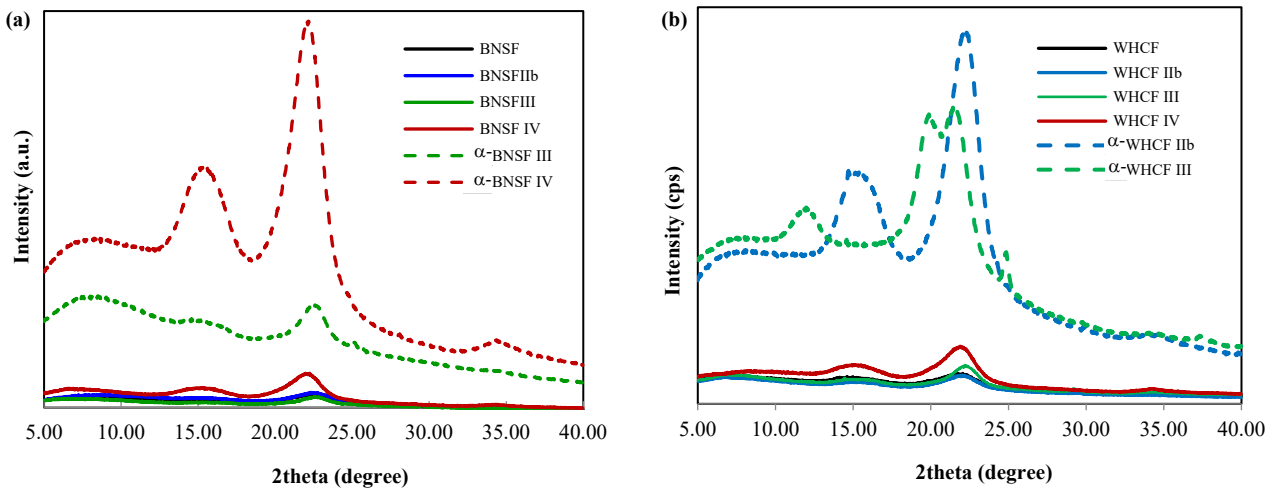 (a)
Intensity (a.u.)
BNSF
BNSFIIb
BNSFIII
BNSF IV
α-BNSF III
α-BNSF IV
5.00 10.00 15.00 20.00 25.00 30.00 35.00 40.00
2theta (degree)
(b)
Intensity (cps)
WHCF
WHCF IIb
WHCF III
WHCF IV
α-WHCF IIb
α-WHCF III
5.00 10.00 15.00 20.00 25.00 30.00 35.00 40.00
2theta (degree)